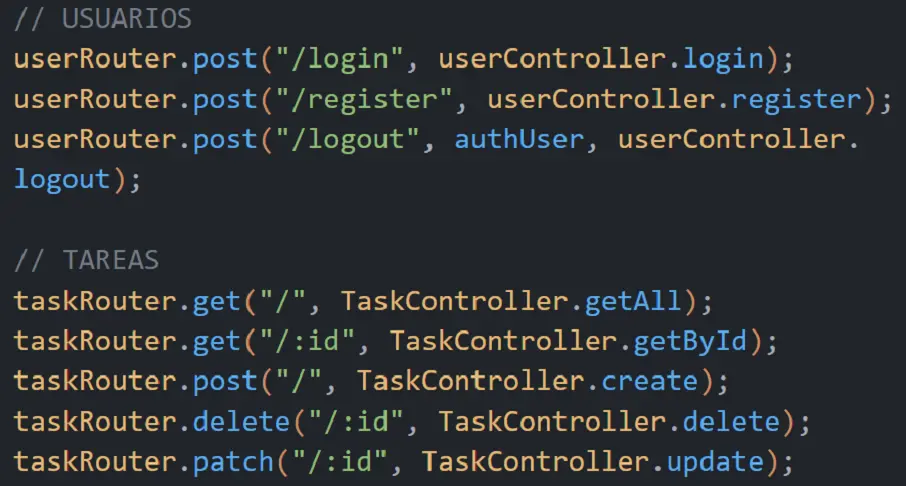 // USUARIOS
userRouter.post("/login", userController.login);
userRouter.post("/register", userController.register);
userRouter.post("/logout", authUser, userController.
logout);
// TAREAS
taskRouter.get("/", TaskController.getAll);
taskRouter.get("/:id", TaskController.getById);
taskRouter.post("/", TaskController.create);
taskRouter.delete("/:id", TaskController.delete);
taskRouter.patch("/:id", TaskController.update);